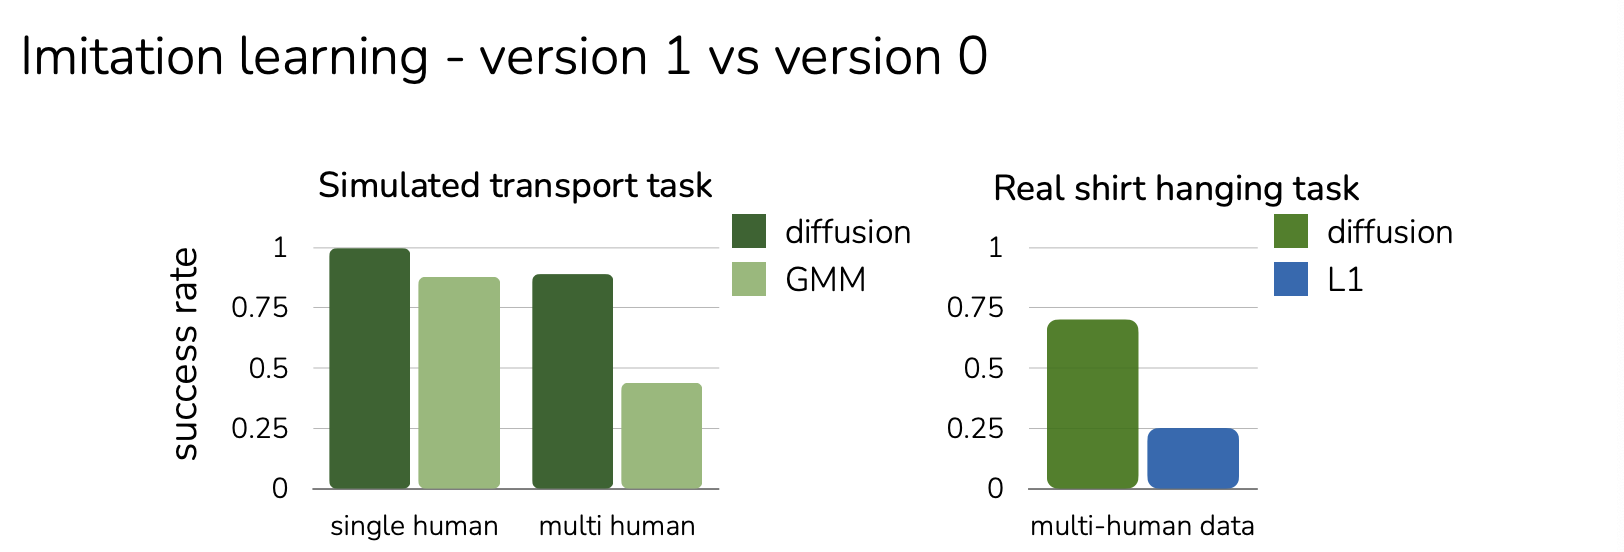 Imitation learning - version 1 vs version 0
Simulated transport task
success rate
1
0.75
0.5
0.25
0
single human
multi human
diffusion
GMM
Real shirt hanging task
1
0.75
0.5
0.25
0
multi-human data
diffusion
L1